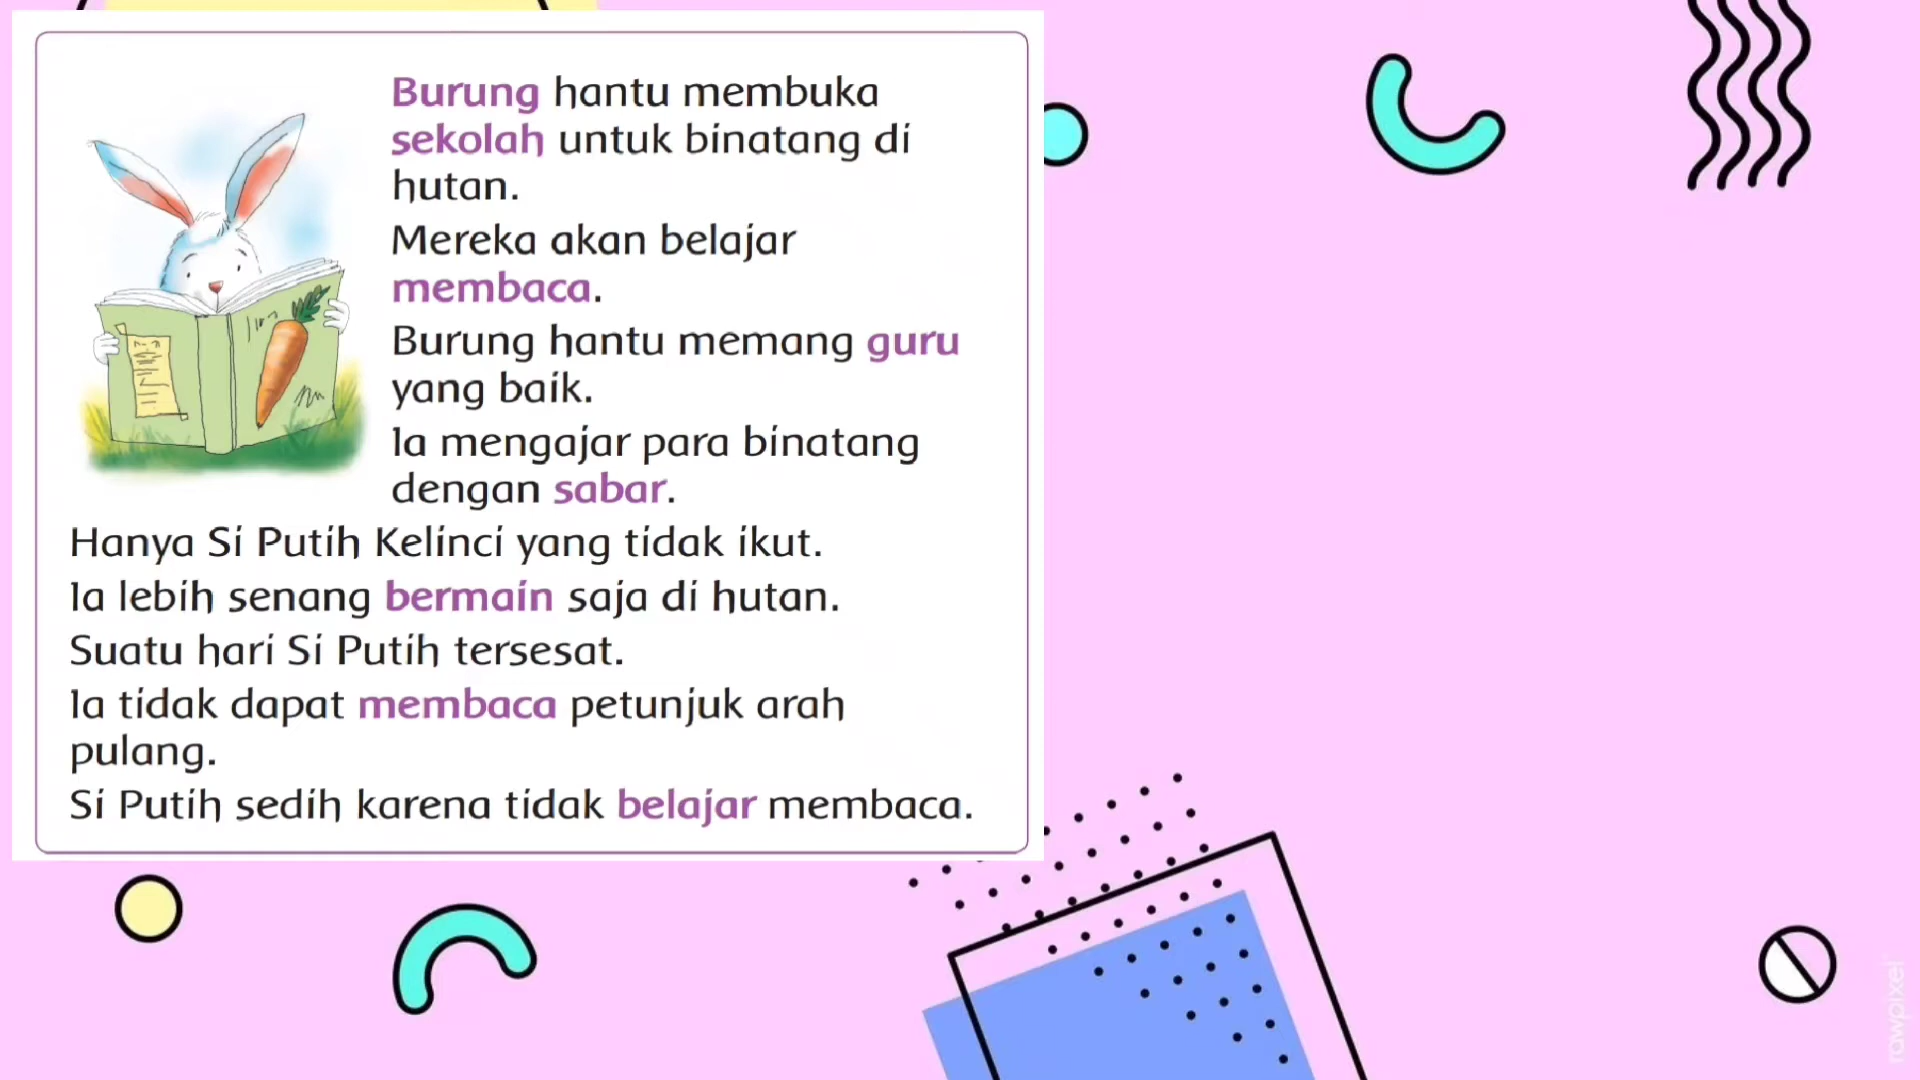 Burung hantu membuka
sekolah untuk binatang di
hutan.
Mereka akan belajar
membaca.
Burung hantu memang guru
yang baik.
Ia mengajar para binatang
dengan sabar.
Hanya Si Putih Kelinci yang tidak ikut.
Ia lebih senang bermain saja di hutan.
Suatu hari Si Putih tersesat.
Ia tidak dapat membaca petunjuk arah
pulang.
Si Putih sedih karena tidak belajar membaca.
rawpixel